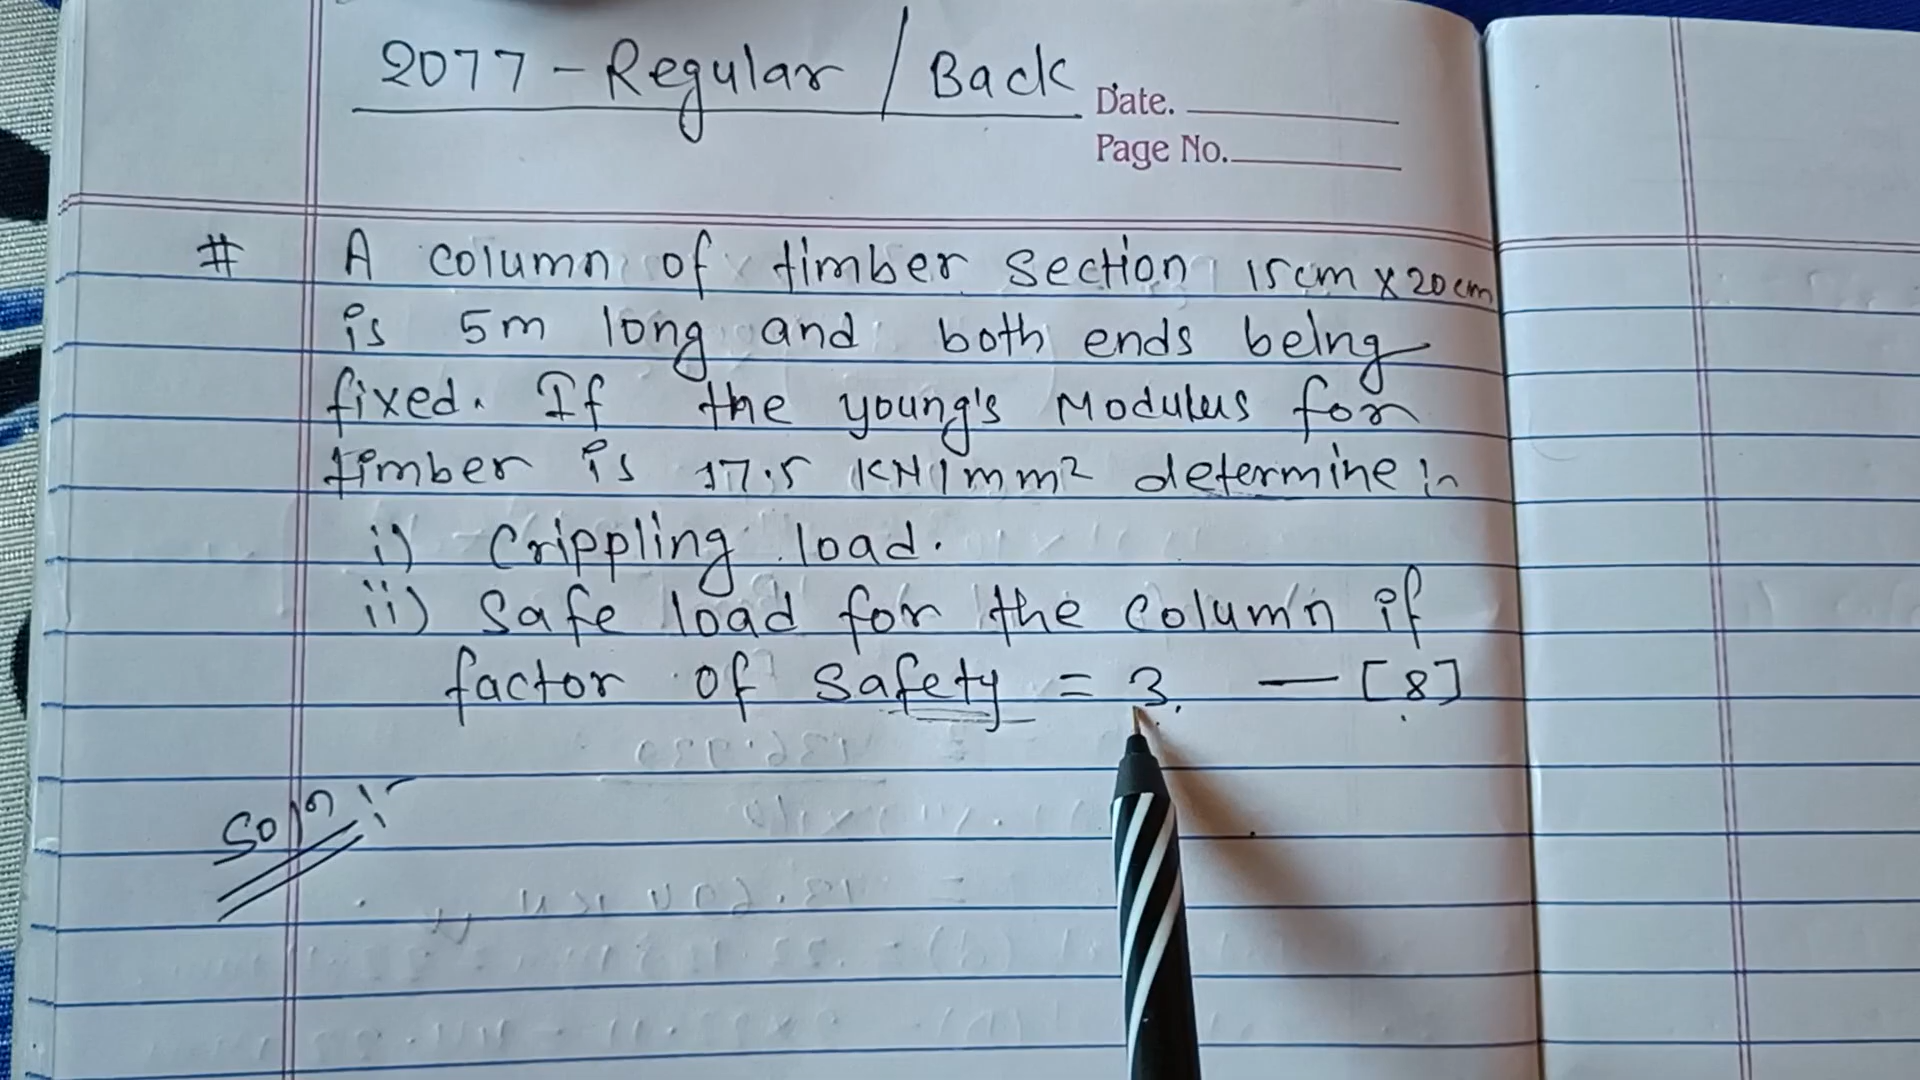 2077 - Regular / Back
Date.
Page No.
# A column of timber section 15cm x 20cm
is 5m long and both ends being
fixed. If the young's Modulus for
timber is 17.5 KN/mm² determine :-
i) Crippling load.
ii) Safe load for the column if
factor of safety = 3. — [8]
Solⁿ :-